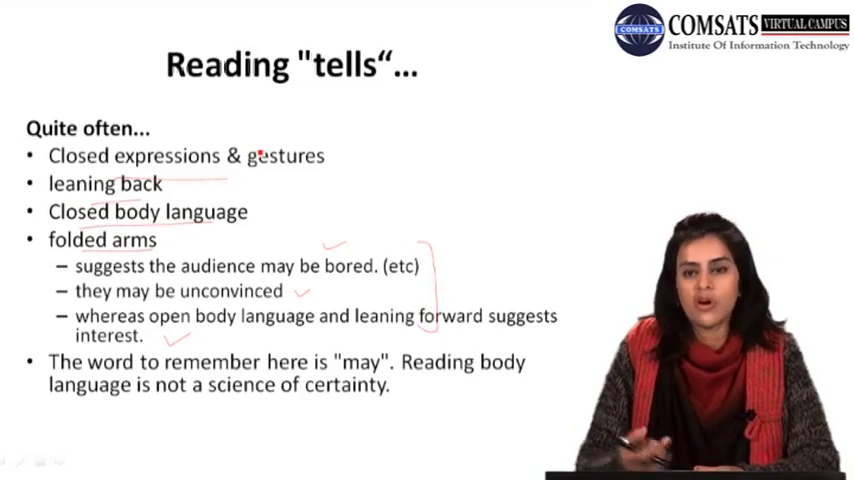 COMSATS VIRTUAL CAMPUS
COMSATS
Institute Of Information Technology
Reading "tells“...
Quite often...
• Closed expressions & gestures
• leaning back
• Closed body language
• folded arms
– suggests the audience may be bored. (etc)
– they may be unconvinced
– whereas open body language and leaning forward suggests
interest.
• The word to remember here is "may". Reading body
language is not a science of certainty.